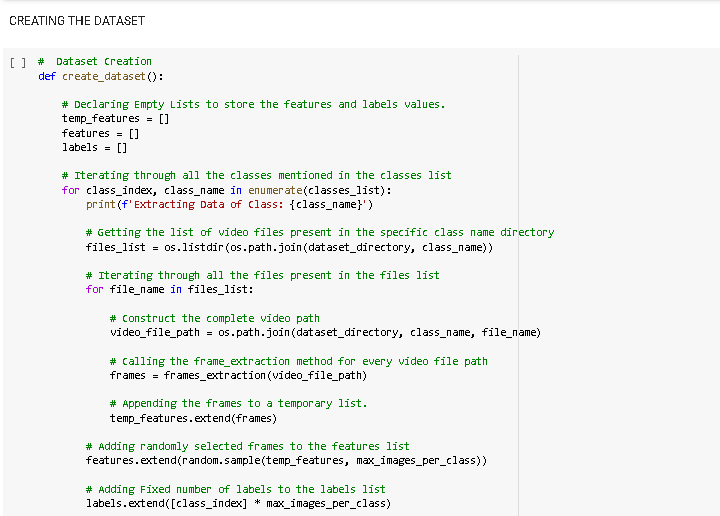 CREATING THE DATASET
[ ] # Dataset Creation
def create_dataset():
# Declaring Empty Lists to store the features and labels values.
temp_features = []
features = []
labels = []
# Iterating through all the classes mentioned in the classes list
for class_index, class_name in enumerate(classes_list):
print(f'Extracting Data of Class: {class_name}')
# Getting the list of video files present in the specific class name directory
files_list = os.listdir(os.path.join(dataset_directory, class_name))
# Iterating through all the files present in the files list
for file_name in files_list:
# Construct the complete video path
video_file_path = os.path.join(dataset_directory, class_name, file_name)
# Calling the frame_extraction method for every video file path
frames = frames_extraction(video_file_path)
# Appending the frames to a temporary list.
temp_features.extend(frames)
# Adding randomly selected frames to the features list
features.extend(random.sample(temp_features, max_images_per_class))
# Adding Fixed number of labels to the labels list
labels.extend([class_index] * max_images_per_class)